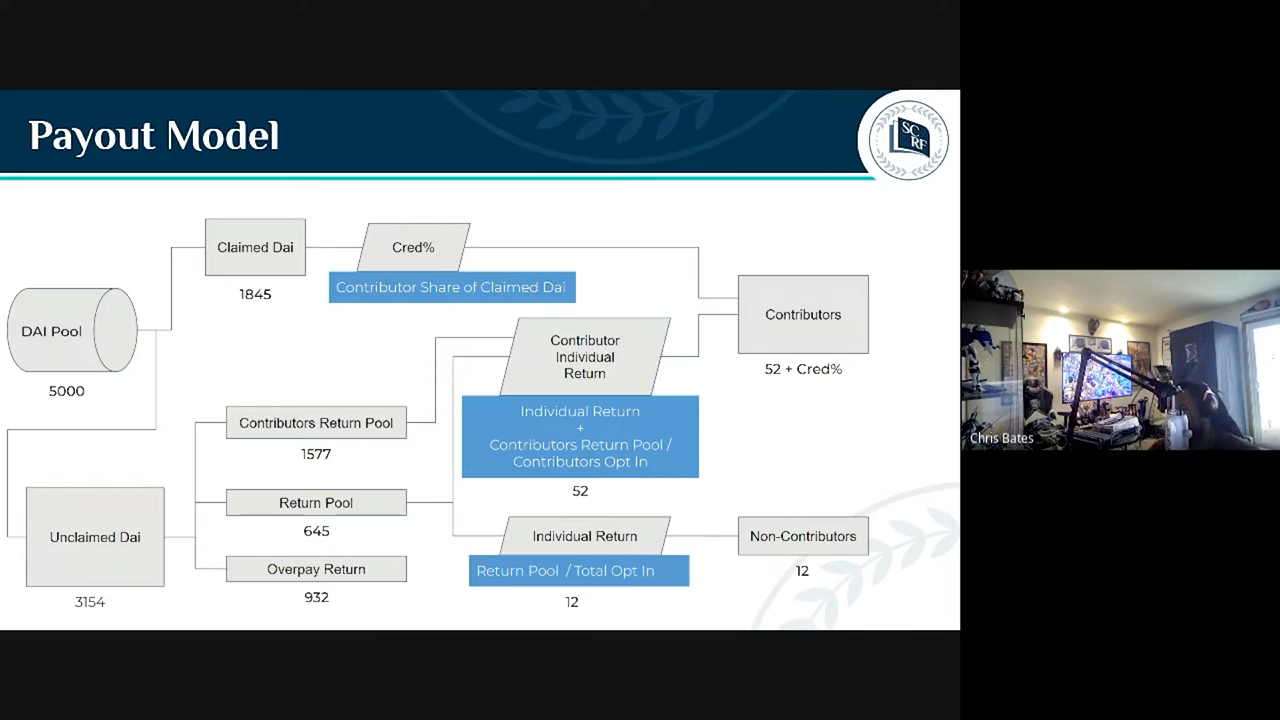 Payout Model
SC
RF
Claimed Dai
1845
Cred%
Contributor Share of Claimed Dai
DAI Pool
5000
Contributors
52 + Cred%
Contributor
Individual
Return
Individual Return
+
Contributors Return Pool /
Contributors Opt In
52
Contributors Return Pool
1577
Return Pool
645
Overpay Return
932
Unclaimed Dai
3154
Individual Return
Return Pool / Total Opt In
12
Non-Contributors
12
Chris Bates